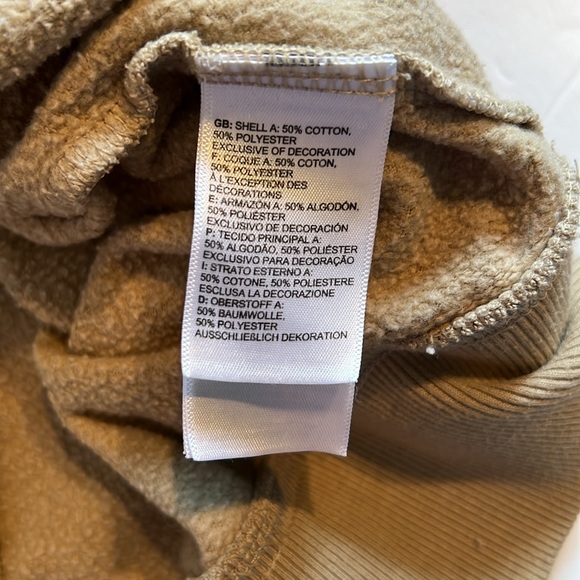 GB: SHELL A: 50% COTTON,
50% POLYESTER
EXCLUSIVE OF DECORATION
F: COQUE A: 50% COTON,
50% POLYESTER
À L'EXCEPTION DES
DÉCORATIONS
E: ARMAZÓN A: 50% ALGODÓN,
50% POLIÉSTER
EXCLUSIVO DE DECORACIÓN
P: TECIDO PRINCIPAL A:
50% ALGODÃO, 50% POLIÉSTER
EXCLUSIVO PARA DECORAÇÃO
I: STRATO ESTERNO A:
50% COTONE, 50% POLIESTERE
ESCLUSA LA DECORAZIONE
D: OBERSTOFF A:
50% BAUMWOLLE,
50% POLYESTER
AUSSCHLIEßLICH DEKORATION